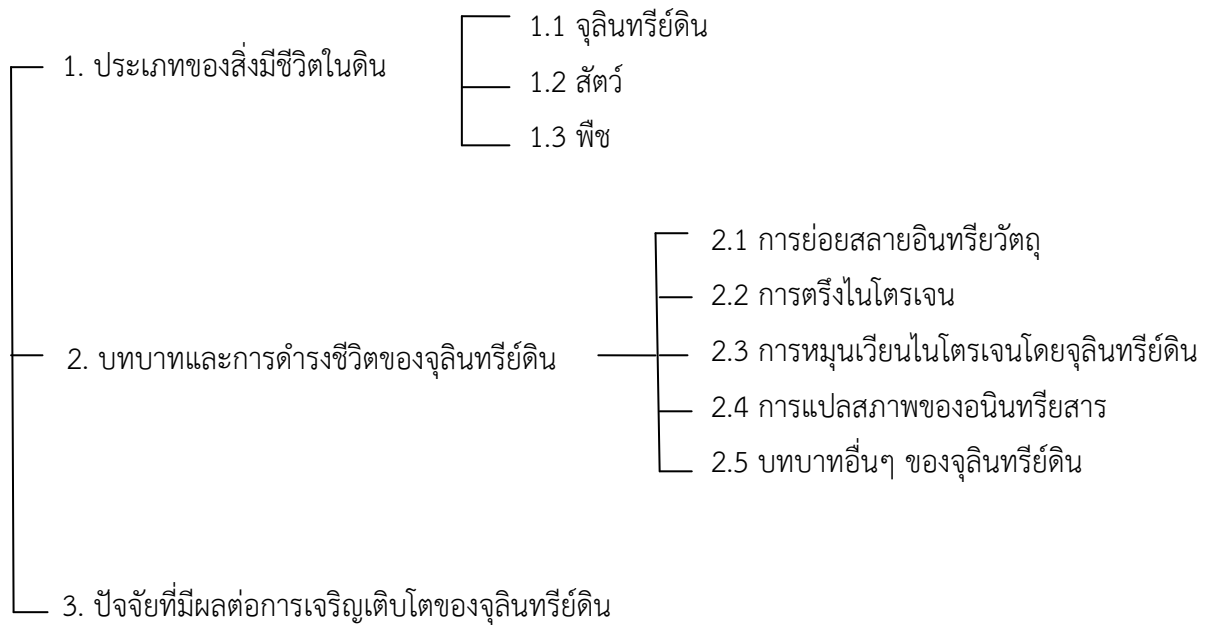 1. ประเภทของสิ่งมีชีวิตในดิน
1.1 จุลินทรีย์ดิน
1.2 สัตว์
1.3 พืช
2. บทบาทและการดำรงชีวิตของจุลินทรีย์ดิน
2.1 การย่อยสลายอินทรียวัตถุ
2.2 การตรึงไนโตรเจน
2.3 การหมุนเวียนไนโตรเจนโดยจุลินทรีย์ดิน
2.4 การแปลสภาพของอนินทรียสาร
2.5 บทบาทอื่นๆ ของจุลินทรีย์ดิน
3. ปัจจัยที่มีผลต่อการเจริญเติบโตของจุลินทรีย์ดิน